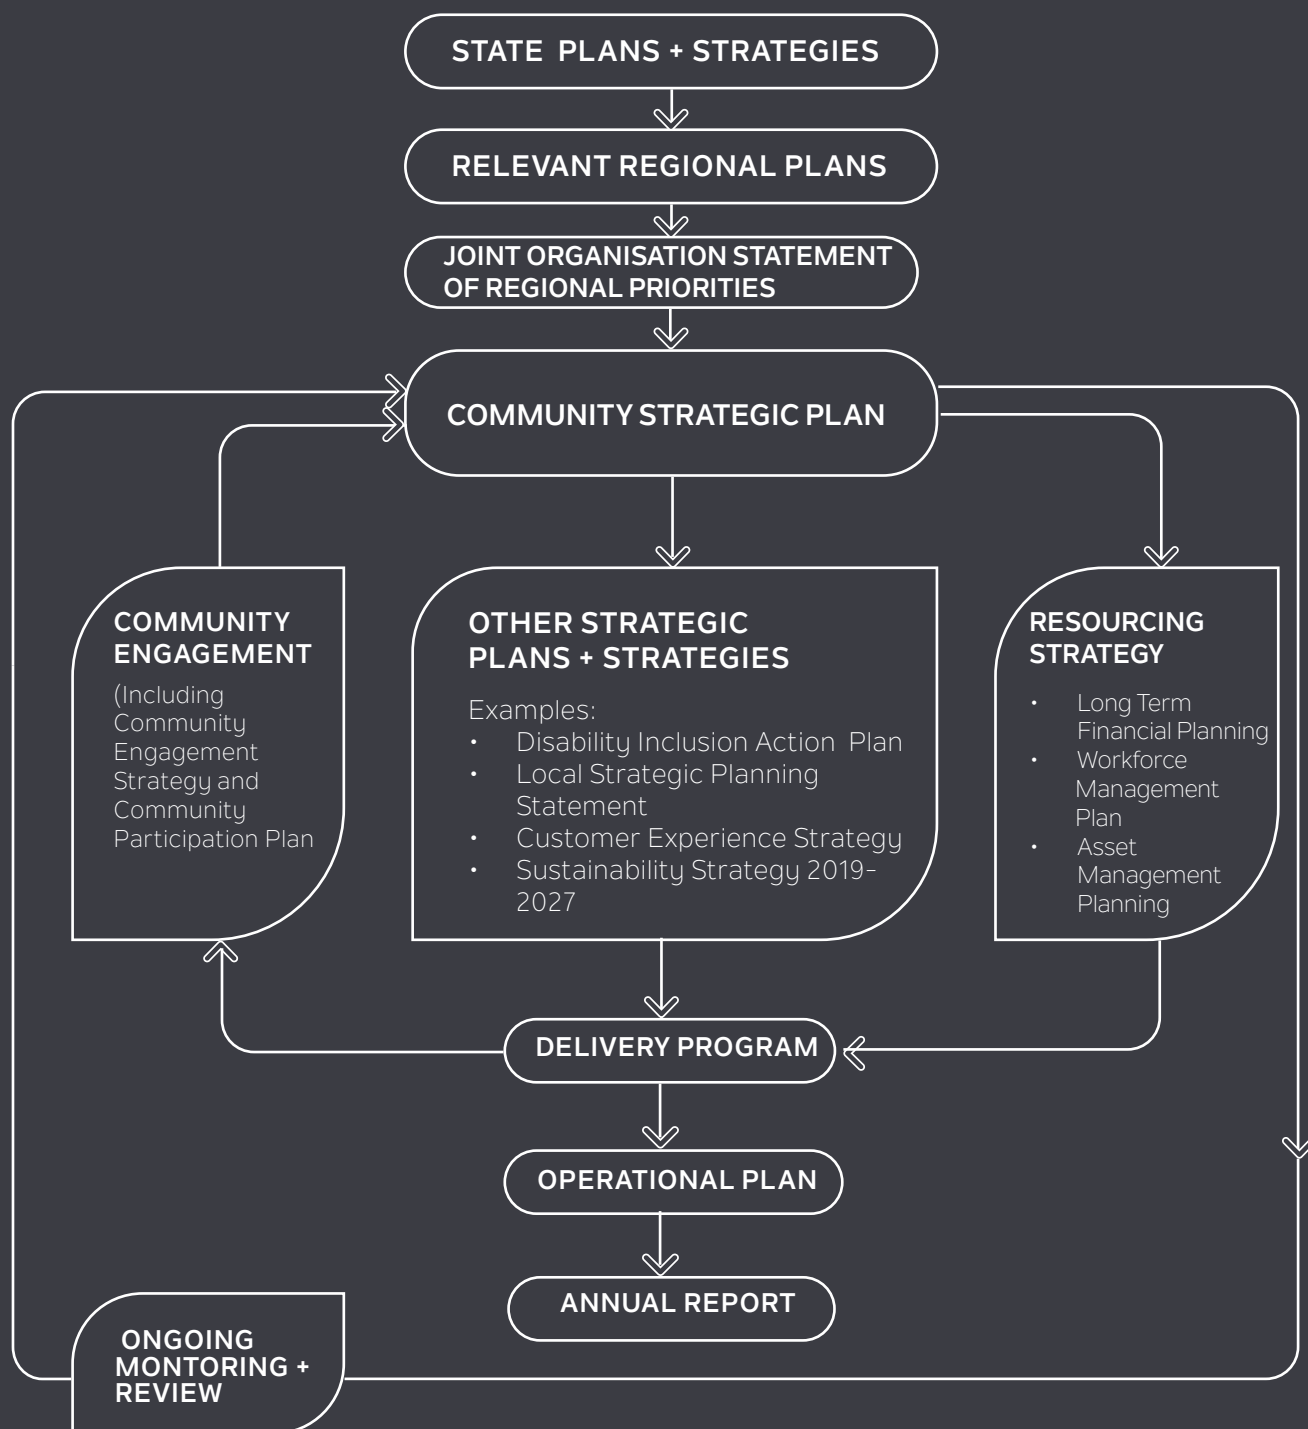 STATE PLANS + STRATEGIES
RELEVANT REGIONAL PLANS
JOINT ORGANISATION STATEMENT
OF REGIONAL PRIORITIES
COMMUNITY STRATEGIC PLAN
COMMUNITY
ENGAGEMENT
(Including
Community
Engagement
Strategy and
Community
Participation Plan
OTHER STRATEGIC
PLANS + STRATEGIES
Examples:
• Disability Inclusion Action Plan
• Local Strategic Planning
Statement
• Customer Experience Strategy
• Sustainability Strategy 2019-
2027
RESOURCING
STRATEGY
• Long Term
Financial Planning
• Workforce
Management
Plan
• Asset
Management
Planning
DELIVERY PROGRAM
OPERATIONAL PLAN
ANNUAL REPORT
ONGOING
MONTORING +
REVIEW